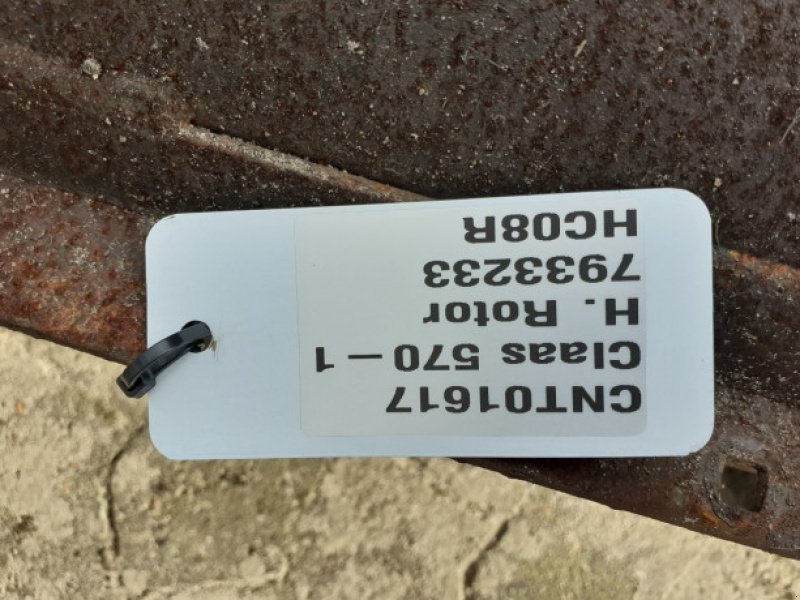 CNT01617
Claas 570-1
H. Rotor
7933233
HC08R